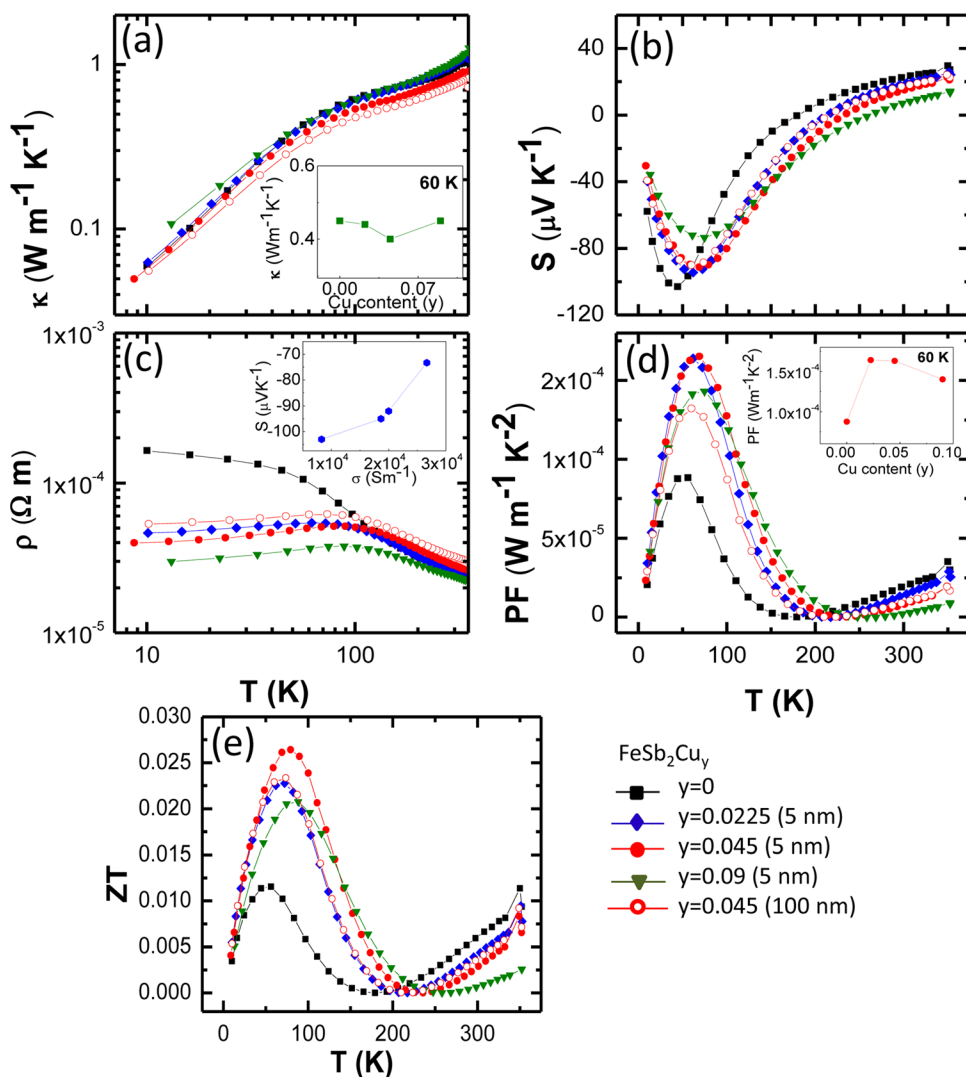 (a)
κ (W m⁻¹ K⁻¹)
1
0.1
0.6
0.4
κ (Wm⁻¹K⁻¹)
60 K
0.00
0.07
Cu content (y)
(b)
S (μV K⁻¹)
40
0
-40
-80
-120
(c)
ρ (Ω m)
1x10⁻³
1x10⁻⁴
1x10⁻⁵
S (μVK⁻¹)
-70
-80
-90
-100
1x10⁴ 2x10⁴ 3x10⁴
σ (Sm⁻¹)
10 100
T (K)
(d)
PF (W m⁻¹ K⁻²)
2x10⁻⁴
1x10⁻⁴
5x10⁻⁵
0
60 K
PF (Wm⁻¹K⁻²)
1.5x10⁻⁴
1.0x10⁻⁴
0.00 0.05 0.10
Cu content (y)
0 50 100 150 200 250 300 350
T (K)
(e)
ZT
0.030
0.025
0.020
0.015
0.010
0.005
0.000
0 100 200 300
T (K)
FeSb₂Cuᵧ
y=0
y=0.0225 (5 nm)
y=0.045 (5 nm)
y=0.09 (5 nm)
y=0.045 (100 nm)